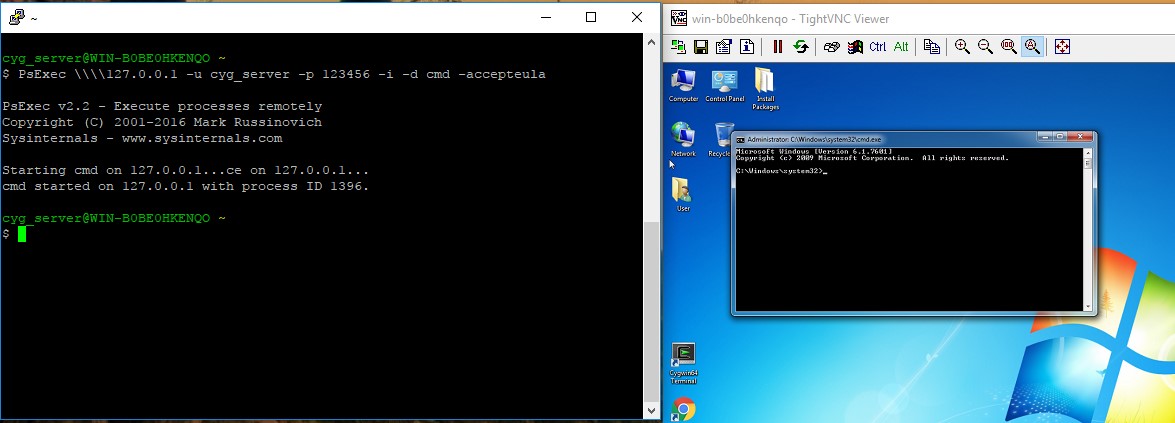 ~
cyg_server@WIN-B0BE0HKENQO ~
$ PsExec \\\\127.0.0.1 -u cyg_server -p 123456 -i -d cmd -accepteula
PsExec v2.2 - Execute processes remotely
Copyright (C) 2001-2016 Mark Russinovich
Sysinternals - www.sysinternals.com
Starting cmd on 127.0.0.1...ce on 127.0.0.1...
cmd started on 127.0.0.1 with process ID 1396.
cyg_server@WIN-B0BE0HKENQO ~
$
win-b0be0hkenqo - TightVNC Viewer
Ctrl Alt
Computer
Control Panel
Install
Packages
Network
Recycle
User
Administrator: C:\Windows\system32\cmd.exe
Microsoft Windows [Version 6.1.7601]
Copyright (c) 2009 Microsoft Corporation. All rights reserved.
C:\Windows\system32>_
Cygwin64
Terminal